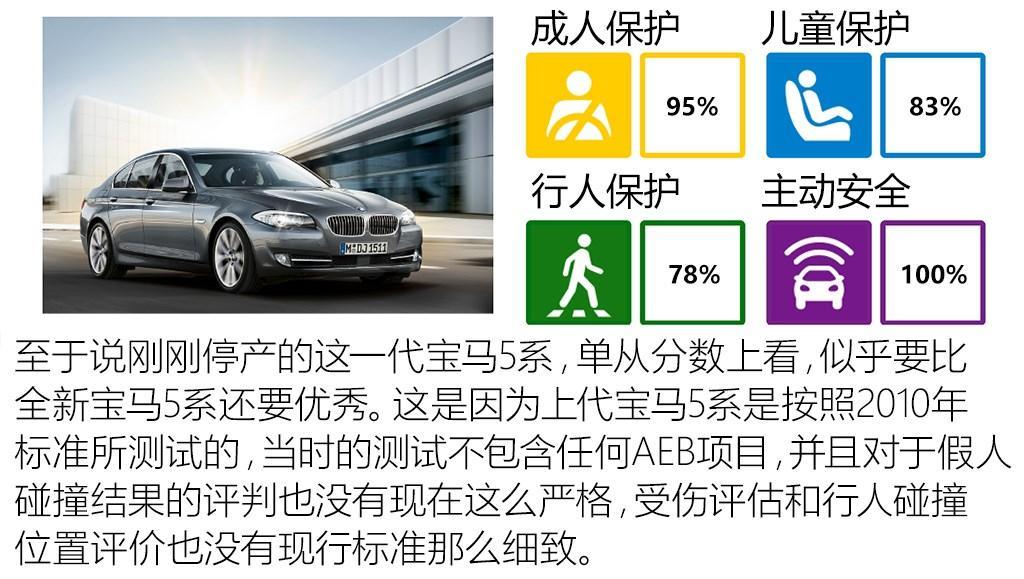 成人保护
儿童保护
95%
83%
行人保护
主动安全
78%
100%
M·DJ1511
至于说刚刚停产的这一代宝马5系,单从分数上看,似乎要比
全新宝马5系还要优秀。这是因为上代宝马5系是按照2010年
标准所测试的,当时的测试不包含任何AEB项目,并且对于假人
碰撞结果的评判也没有现在这么严格,受伤评估和行人碰撞
位置评价也没有现行标准那么细致。